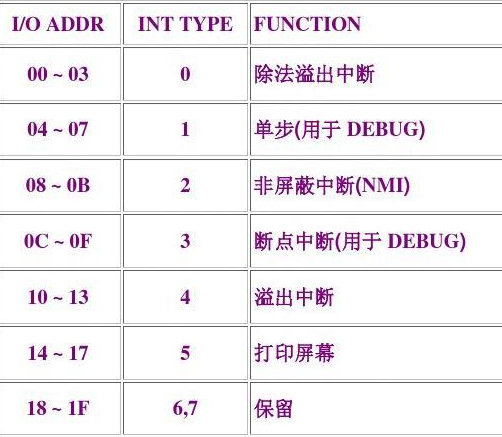 I/O ADDR INT TYPE FUNCTION
00 ~ 03 0 除法溢出中断
04 ~ 07 1 单步(用于 DEBUG)
08 ~ 0B 2 非屏蔽中断(NMI)
0C ~ 0F 3 断点中断(用于 DEBUG)
10 ~ 13 4 溢出中断
14 ~ 17 5 打印屏幕
18 ~ 1F 6,7 保留